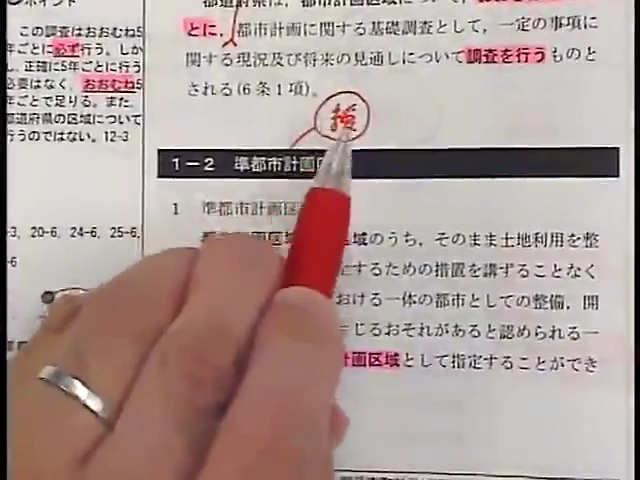 ポイント
この調査はおおむね5
年ごとに必ず行う。しか
し、正確に5年ごとに行う
必要はなく、おおむね5
年ごとで足りる。また、
都道府県の区域について
行うのではない。12-3
-3, 20-6, 24-6, 25-6,
-6
都道府県は、都市計画区域について、
とに、都市計画に関する基礎調査として、一定の事項に
関する現況及び将来の見通しについて調査を行うものと
される(6条1項)。
1-2 準都市計画
1 準都市計画区
域のうち、そのまま土地利用を整
するための措置を講ずることなく
おける一体の都市としての整備、開
じるおそれがあると認められる一
計画区域として指定することができ